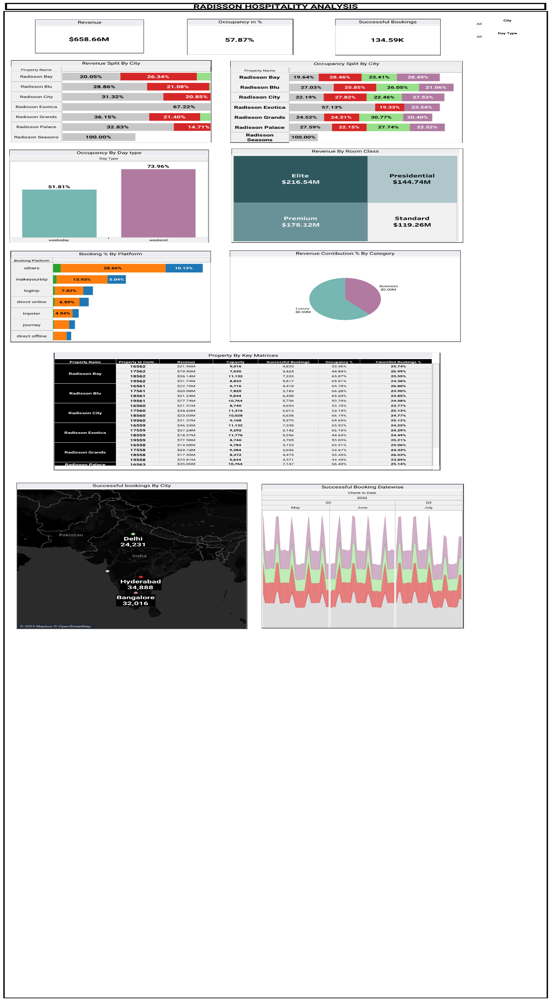 RADISSON HOSPITALITY ANALYSIS
Revenue
$658.66M
Occupancy in %
57.87%
Successful Bookings
134.59K
City
All
Day Type
All
Revenue Split By City
Property Name
Radisson Bay 20.05% 26.34%
Radisson Blu 28.86% 21.08%
Radisson City 31.32% 20.85%
Radisson Exotica 67.22%
Radisson Grands 36.15% 21.40%
Radisson Palace 32.83% 14.71%
Radisson Seasons 100.00%
Occupancy Split By City
Property Name
Radisson Bay 19.64% 28.46% 23.41% 28.49%
Radisson Blu 27.03% 25.85% 26.05% 21.06%
Radisson City 22.19% 27.82% 22.46% 27.53%
Radisson Exotica 57.13% 19.33% 23.54%
Radisson Grands 24.52% 24.31% 30.77% 20.40%
Radisson Palace 27.59% 22.15% 27.74% 22.52%
Radisson
Seasons 100.00%
Occupancy By Day type
Day Type
73.96%
51.81%
weekeday weekend
Revenue By Room Class
Elite
$216.54M
Presidential
$144.74M
Premium
$178.12M
Standard
$119.26M
Booking % By Platform
Booking Platform
others 28.66% 10.13%
makeyourtrip 13.93% 5.04%
logtrip 7.82%
direct online 6.89%
tripster 4.94%
journey
direct offline
Revenue Contibution % By Category
Business
$0.00M
Luxury
$0.00M
Property By Key Matrices
Property Name Property Id (Hote.. Revenue Capacity Successful Bookings Occupancy % Cancelled Bookings %
Radisson Bay 16562 $21.96M 9,016 4,820 53.46% 25.74%
17562 $19.90M 7,636 3,424 44.84% 26.99%
18562 $26.14M 11,132 7,333 65.87% 25.55%
19562 $31.24M 8,832 5,812 65.81% 24.38%
Radisson Blu 16561 $22.70M 6,716 4,418 65.78% 26.80%
17561 $29.08M 7,820 5,183 66.28% 23.90%
18561 $21.24M 9,844 6,458 65.60% 23.85%
19561 $27.74M 10,764 5,736 53.29% 24.98%
Radisson City 16560 $21.51M 8,740 4,693 53.70% 23.77%
17560 $34.60M 11,316 6,013 53.14% 25.13%
18560 $23.03M 10,028 6,638 66.19% 24.77%
19560 $31.32M 9,108 5,979 65.65% 25.12%
Radisson Exotica 16559 $46.53M 11,132 7,338 65.92% 24.25%
17559 $37.24M 9,292 6,142 66.10% 24.29%
18559 $18.27M 11,776 5,256 44.63% 24.49%
19559 $22.58M 8,740 4,705 53.83% 25.21%
Radisson Grands 16558 $14.08M 4,784 3,153 65.91% 25.06%
17558 $29.72M 9,384 5,036 53.67% 24.33%
18558 $17.59M 8,372 4,475 53.45% 26.03%
19558 $20.81M 9,844 4,371 44.40% 23.89%
Radisson Palace 16563 $35.06M 10,764 7,147 66.40% 25.14%
Successful bookings By City
Pakistan
Delhi
24,231
India
Hyderabad
34,888
Bangalore
32,016
© 2023 Mapbox © OpenStreetMap
Successful Booking Datewise
Check In Date
2022
Q2 Q3
May June July